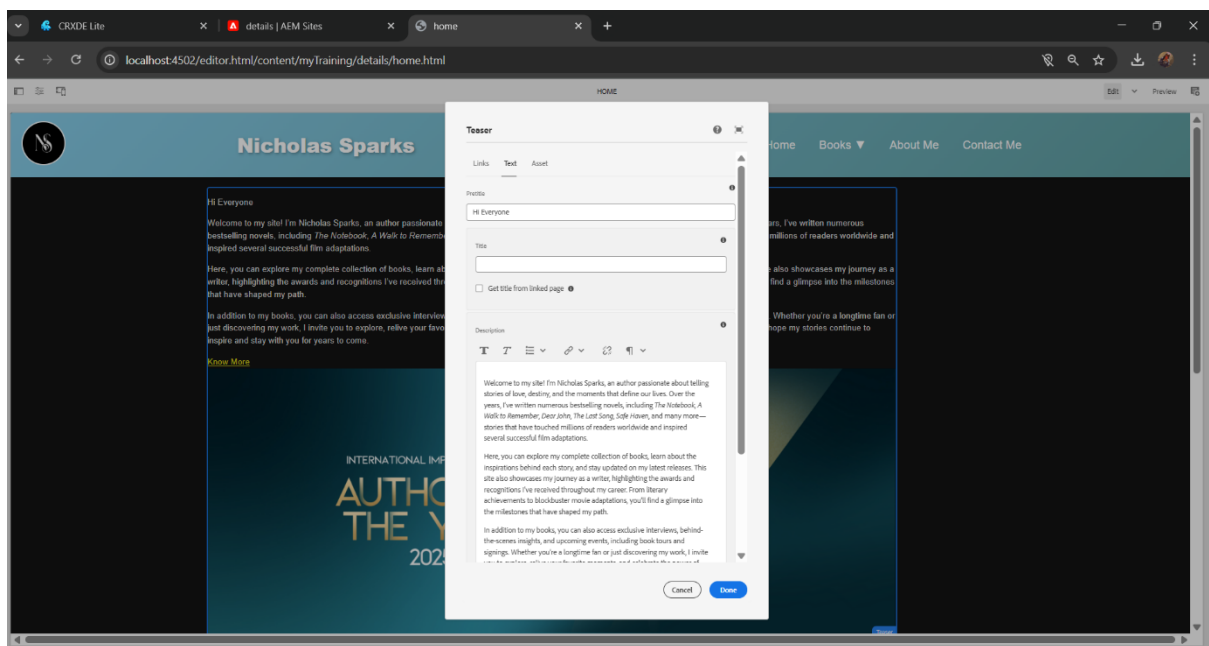 CRXDE Lite
details | AEM Sites
home
localhost:4502/editor.html/content/myTraining/details/home.html
HOME
Edit
Preview
NS
Nicholas Sparks
Home
Books ▼
About Me
Contact Me
Hi Everyone
Welcome to my site! I'm Nicholas Sparks, an author passionate
ars, I've written numerous
bestselling novels, including The Notebook, A Walk to Rememb
millions of readers worldwide and
inspired several successful film adaptations.
Here, you can explore my complete collection of books, learn ab
also showcases my journey as a
writer, highlighting the awards and recognitions I've received thr
find a glimpse into the milestones
that have shaped my path.
In addition to my books, you can also access exclusive interview
Whether you're a longtime fan or
just discovering my work, I invite you to explore, relive your favo
hope my stories continue to
inspire and stay with you for years to come.
Know More
INTERNATIONAL IMP
AUTHO
THE Y
2025
Teaser
Teaser
Links
Text
Asset
Pretitle
Hi Everyone
Title
Get title from linked page
Description
Welcome to my site! I'm Nicholas Sparks, an author passionate about telling
stories of love, destiny, and the moments that define our lives. Over the
years, I've written numerous bestselling novels, including The Notebook, A
Walk to Remember, Dear John, The Last Song, Safe Haven, and many more—
stories that have touched millions of readers worldwide and inspired
several successful film adaptations.
Here, you can explore my complete collection of books, learn about the
inspirations behind each story, and stay updated on my latest releases. This
site also showcases my journey as a writer, highlighting the awards and
recognitions I've received throughout my career. From literary
achievements to blockbuster movie adaptations, you'll find a glimpse into
the milestones that have shaped my path.
In addition to my books, you can also access exclusive interviews, behind-
the-scenes insights, and upcoming events, including book tours and
signings. Whether you're a longtime fan or just discovering my work, I invite
Cancel
Done